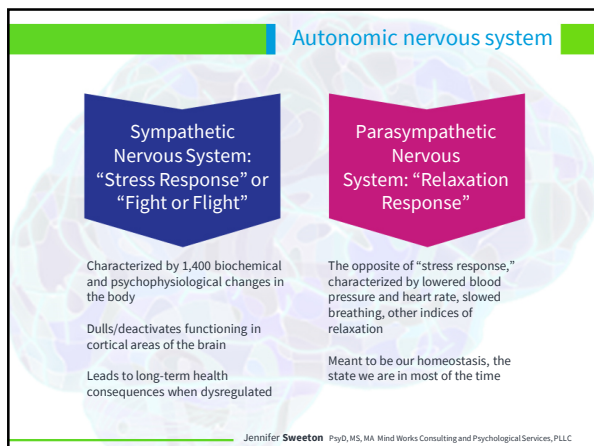 Autonomic nervous system
Sympathetic
Nervous System:
“Stress Response” or
“Fight or Flight”
Characterized by 1,400 biochemical
and psychophysiological changes in
the body
Dulls/deactivates functioning in
cortical areas of the brain
Leads to long-term health
consequences when dysregulated
Parasympathetic
Nervous
System: “Relaxation
Response”
The opposite of “stress response,”
characterized by lowered blood
pressure and heart rate, slowed
breathing, other indices of
relaxation
Meant to be our homeostasis, the
state we are in most of the time
Jennifer Sweeton PsyD, MS, MA Mind Works Consulting and Psychological Services, PLLC